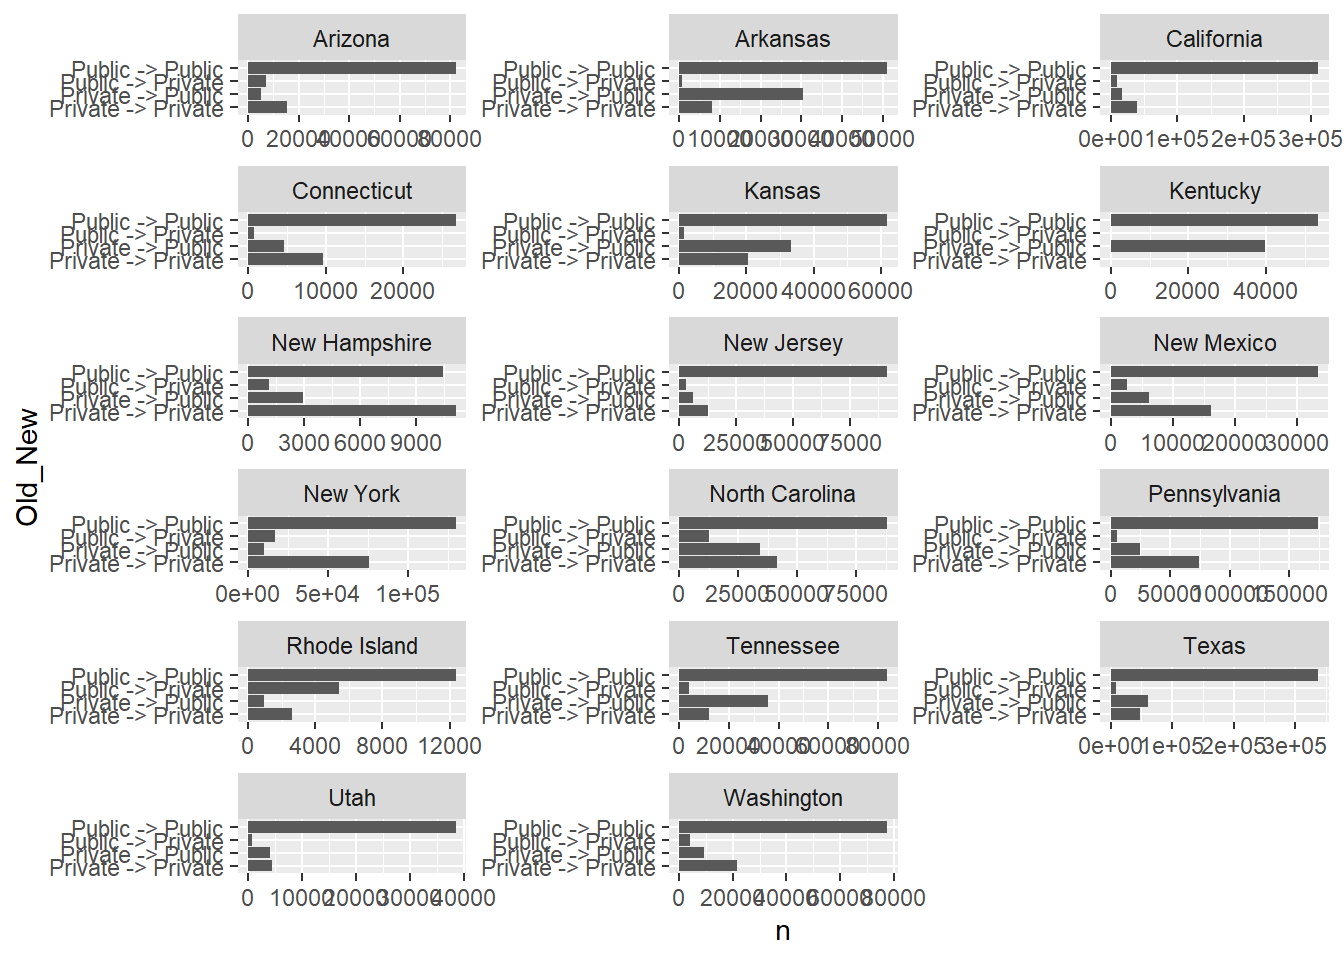 Old_New
Arizona
Public -> Public
Public -> Private
Private -> Public
Private -> Private
0 20000 40000 60000 80000
Arkansas
Public -> Public
Public -> Private
Private -> Public
Private -> Private
0 10000 20000 30000 40000 50000
California
Public -> Public
Public -> Private
Private -> Public
Private -> Private
0e+00 1e+05 2e+05 3e+05
Connecticut
Public -> Public
Public -> Private
Private -> Public
Private -> Private
0 10000 20000
Kansas
Public -> Public
Public -> Private
Private -> Public
Private -> Private
0 20000 40000 60000
Kentucky
Public -> Public
Public -> Private
Private -> Public
Private -> Private
0 20000 40000
New Hampshire
Public -> Public
Public -> Private
Private -> Public
Private -> Private
0 3000 6000 9000
New Jersey
Public -> Public
Public -> Private
Private -> Public
Private -> Private
0 25000 50000 75000
New Mexico
Public -> Public
Public -> Private
Private -> Public
Private -> Private
0 10000 20000 30000
New York
Public -> Public
Public -> Private
Private -> Public
Private -> Private
0e+00 5e+04 1e+05
North Carolina
Public -> Public
Public -> Private
Private -> Public
Private -> Private
0 25000 50000 75000
Pennsylvania
Public -> Public
Public -> Private
Private -> Public
Private -> Private
0 50000 100000 150000
Rhode Island
Public -> Public
Public -> Private
Private -> Public
Private -> Private
0 4000 8000 12000
Tennessee
Public -> Public
Public -> Private
Private -> Public
Private -> Private
0 20000 40000 60000 80000
Texas
Public -> Public
Public -> Private
Private -> Public
Private -> Private
0e+00 1e+05 2e+05 3e+05
Utah
Public -> Public
Public -> Private
Private -> Public
Private -> Private
0 10000 20000 30000 40000
Washington
Public -> Public
Public -> Private
Private -> Public
Private -> Private
0 20000 40000 60000 80000
n